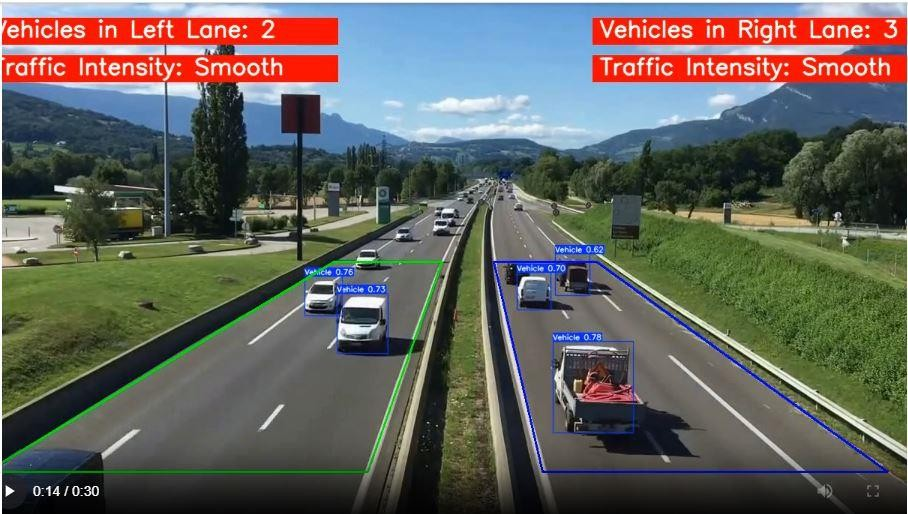 Vehicles in Left Lane: 2
Vehicles in Right Lane: 3
Traffic Intensity: Smooth
Traffic Intensity: Smooth
Vehicle 0.62
Vehicle 0.76
Vehicle 0.70
Vehicle 0.73
Vehicle 0.78
0:14 / 0:30